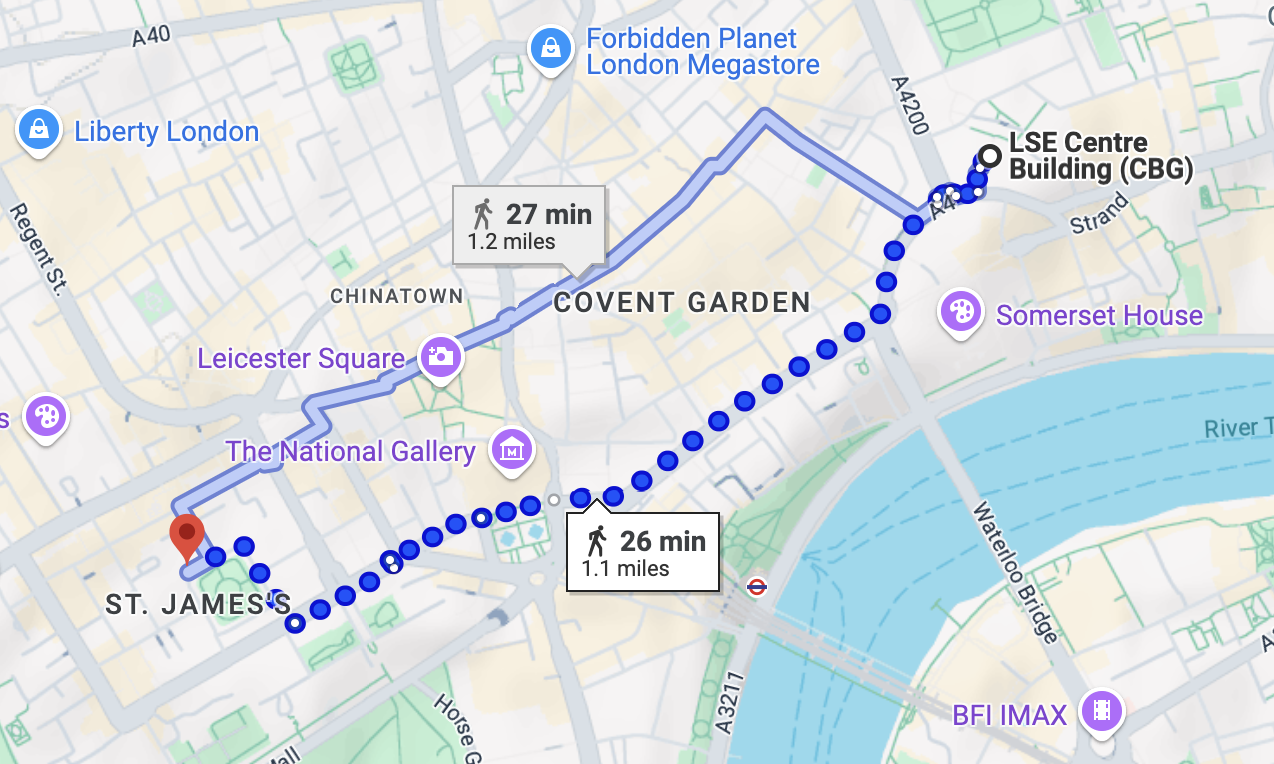 A40
Forbidden Planet
London Megastore
Liberty London
A4200
LSE Centre
Building (CBG)
27 min
1.2 miles
A4
Strand
Regent St.
CHINATOWN
COVENT GARDEN
Somerset House
Leicester Square
s
The National Gallery
River T
26 min
1.1 miles
Waterloo Bridge
ST. JAMES'S
A3211
Horse G
BFI IMAX
Mall